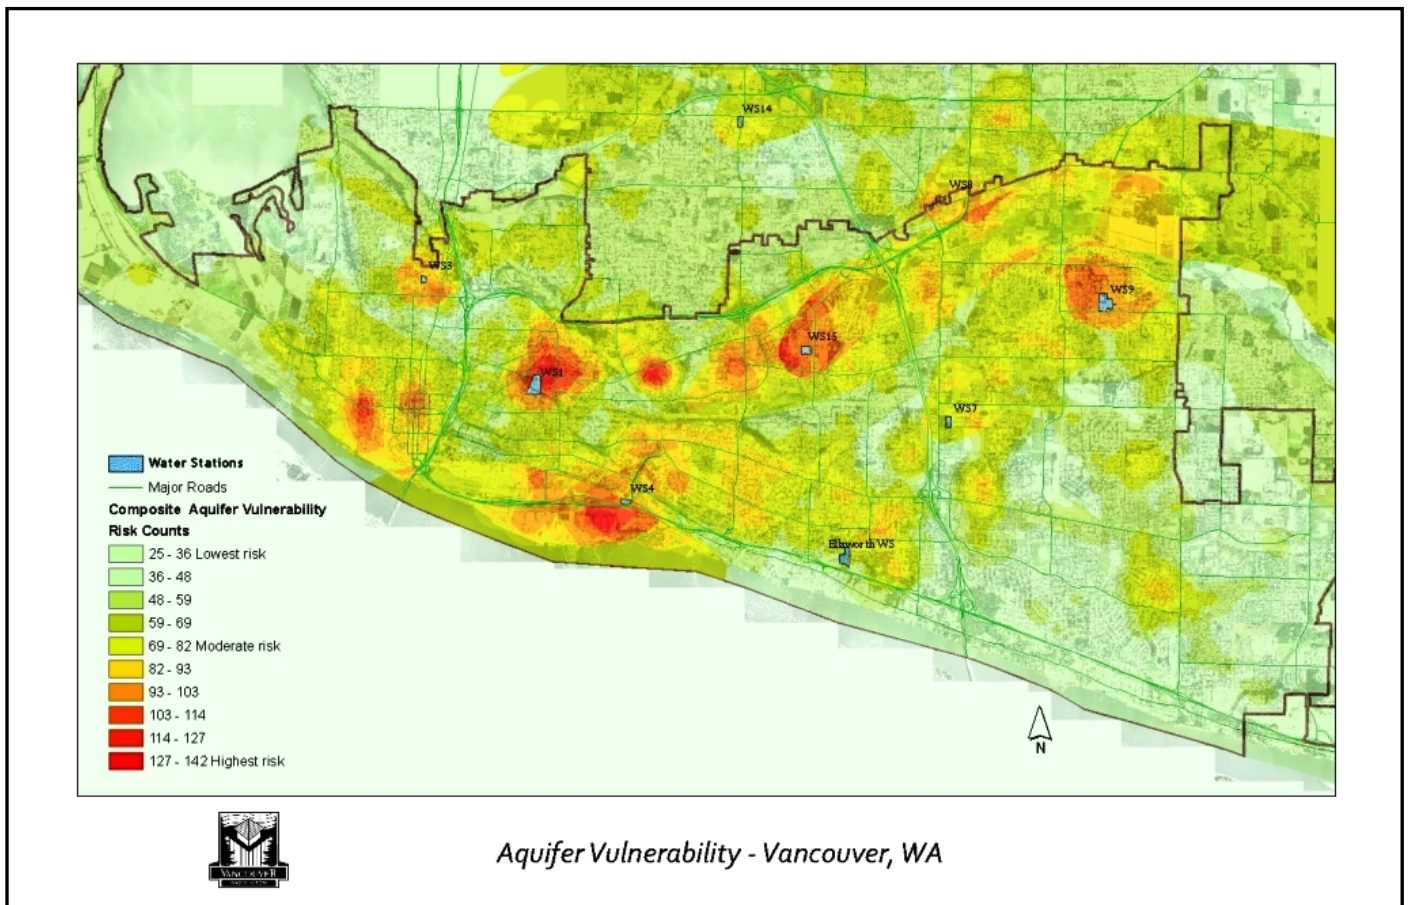 WS14
WS8
WS3
WS9
WS15
WS1
WS7
WS4
Ellsworth WS
Water Stations
Major Roads
Composite Aquifer Vulnerability
Risk Counts
25 - 36 Lowest risk
36 - 48
48 - 59
59 - 69
69 - 82 Moderate risk
82 - 93
93 - 103
103 - 114
114 - 127
127 - 142 Highest risk
N
VANCOUVER
Aquifer Vulnerability - Vancouver, WA